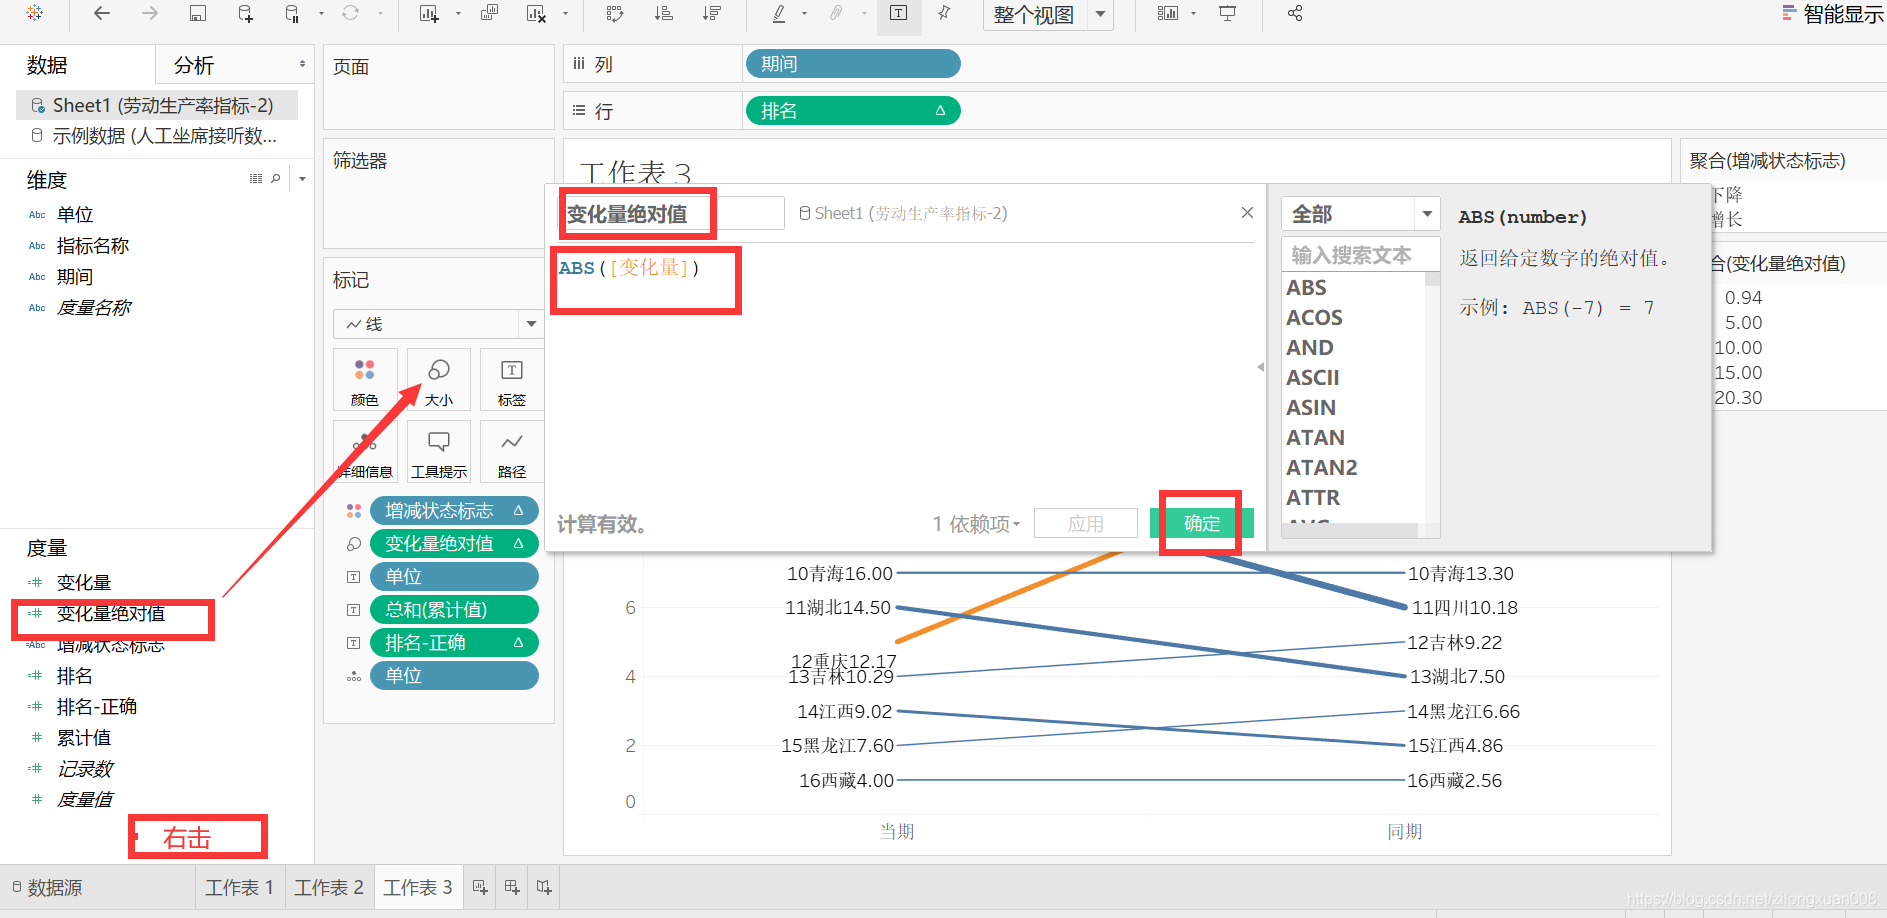 整个视图
智能显示
数据
分析
Sheet1 (劳动生产率指标-2)
示例数据 (人工坐席接听数...
维度
Abc 单位
Abc 指标名称
Abc 期间
Abc 度量名称
度量
变化量
变化量绝对值
Abc 增减状态标志
排名
排名-正确
累计值
记录数
度量值
右击
页面
筛选器
标记
线
颜色
大小
标签
详细信息
工具提示
路径
增减状态标志
变化量绝对值
单位
总和(累计值)
排名-正确
单位
列
期间
行
排名
工作表 3
变化量绝对值
Sheet1 (劳动生产率指标-2)
ABS([变化量])
计算有效。
1 依赖项
应用
确定
全部
输入搜索文本
ABS
ACOS
AND
ASCII
ASIN
ATAN
ATAN2
ATTR
AVG
ABS(number)
返回给定数字的绝对值。
示例: ABS(-7) = 7
聚合(增减状态标志)
下降
增长
合(变化量绝对值)
0.94
5.00
10.00
15.00
20.30
6
4
2
0
10青海16.00
11湖北14.50
12重庆12.17
13吉林10.29
14江西9.02
15黑龙江7.60
16西藏4.00
10青海13.30
11四川10.18
12吉林9.22
13湖北7.50
14黑龙江6.66
15江西4.86
16西藏2.56
当期
同期
数据源
工作表 1
工作表 2
工作表 3
https://blog.csdn.net/zilongxuan008